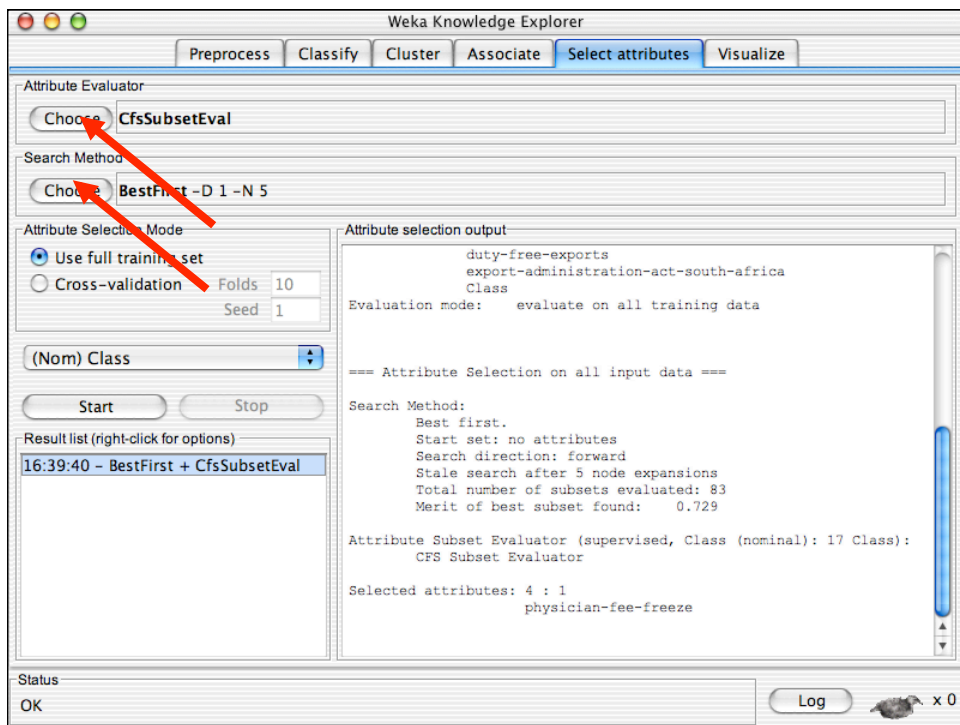 Weka Knowledge Explorer
Preprocess Classify Cluster Associate Select attributes Visualize
Attribute Evaluator
Choose CfsSubsetEval
Search Method
Choose BestFirst -D 1 -N 5
Attribute Selection Mode
Use full training set
Cross-validation Folds 10
Seed 1
(Nom) Class
Start Stop
Result list (right-click for options)
16:39:40 - BestFirst + CfsSubsetEval
Attribute selection output
duty-free-exports
export-administration-act-south-africa
Class
Evaluation mode: evaluate on all training data
=== Attribute Selection on all input data ===
Search Method:
Best first.
Start set: no attributes
Search direction: forward
Stale search after 5 node expansions
Total number of subsets evaluated: 83
Merit of best subset found: 0.729
Attribute Subset Evaluator (supervised, Class (nominal): 17 Class):
CFS Subset Evaluator
Selected attributes: 4 : 1
physician-fee-freeze
Status
OK
Log x 0